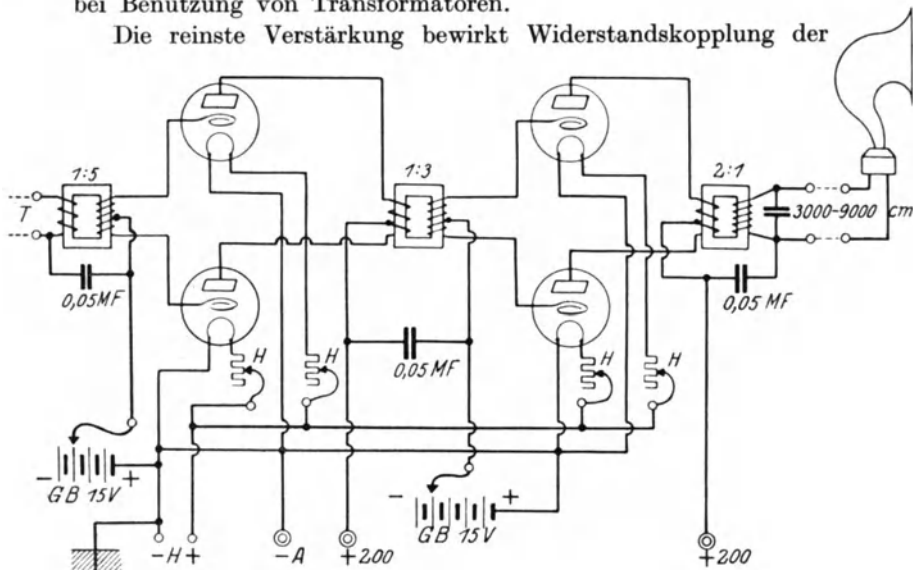 bei Benutzung von Transformatoren.
Die reinste Verstärkung bewirkt Widerstandskopplung der
1:5
1:3
2:1
T
3000-9000 cm
0,05MF
0,05MF
0,05 MF
H
H
H
H
- +
GB 15V
- +
GB 15V
-H+
-A
+200
+200